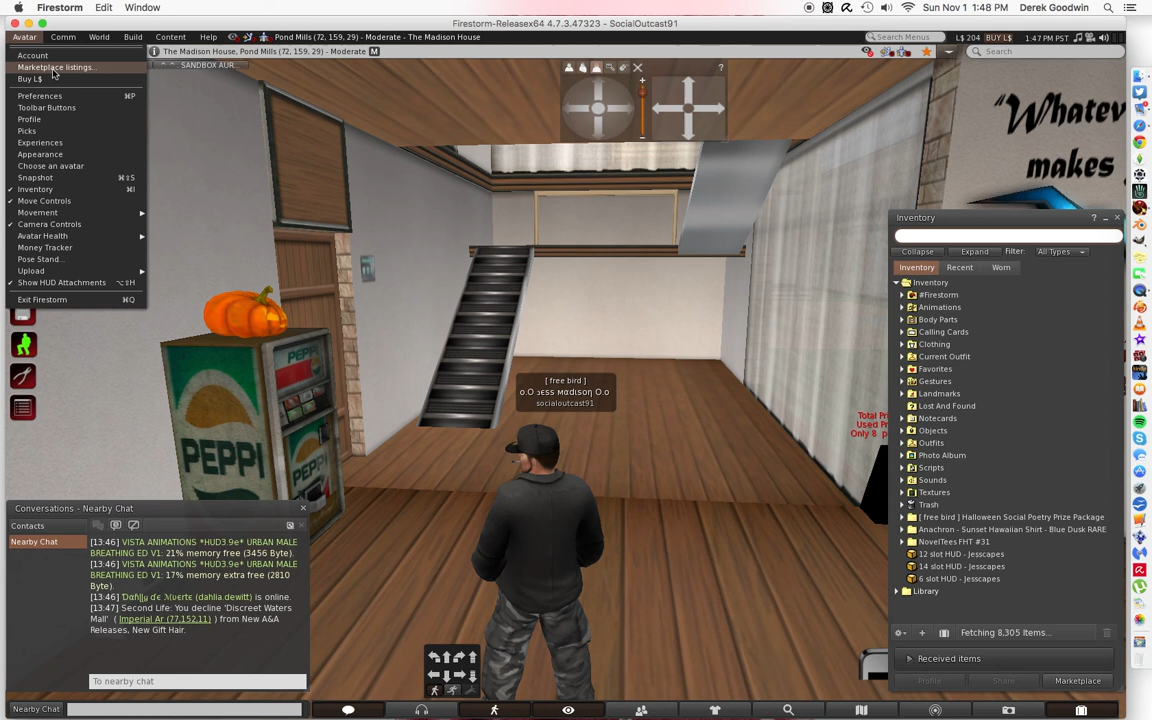 Firestorm Edit Window
Sun Nov 1 1:48 PM Derek Goodwin
Firestorm-Releasex64 4.7.3.47323 - SocialOutcast91
Avatar Comm World Build Content Help
Pond Mills (72, 159, 29) - Moderate - The Madison House
Search Menus
L$ 204 BUY L$ 1:47 PM PST
The Madison House, Pond Mills (72, 159, 29) - Moderate M
Search
SANDBOX AUR
Account
Marketplace listings...
Buy L$
Preferences ⌘P
Toolbar Buttons
Profile
Picks
Experiences
Appearance
Choose an avatar
Snapshot ⌘⇧S
✓ Inventory ⌘I
✓ Move Controls
Movement ▶
✓ Camera Controls
Avatar Health ▶
Money Tracker
Pose Stand...
Upload ▶
✓ Show HUD Attachments ⌥⇧H
Exit Firestorm ⌘Q
"Whatev
makes
PEPPI
PEPPI
PEPPI
[ free bird ]
socialoutcast91
Total Pri
Used P
Only 8 p
Inventory
? _ ×
Collapse Expand Filter: All Types
Inventory Recent Worn
Inventory
#Firestorm
Animations
Body Parts
Calling Cards
Clothing
Current Outfit
Favorites
Gestures
Landmarks
Lost And Found
Notecards
Objects
Outfits
Photo Album
Scripts
Sounds
Textures
Trash
[ free bird ] Halloween Social Poetry Prize Package
Anachron - Sunset Hawaiian Shirt - Blue Dusk RARE
NovelTees FHT #31
12 slot HUD - Jesscapes
14 slot HUD - Jesscapes
6 slot HUD - Jesscapes
Library
Fetching 8,305 Items...
Received items
Profile Share Marketplace
Conversations - Nearby Chat
Contacts
Nearby Chat
[13:46] VISTA ANIMATIONS *HUD3.9e* URBAN MALE
BREATHING ED V1: 21% memory free (3456 Byte).
[13:46] VISTA ANIMATIONS *HUD3.9e* URBAN MALE
BREATHING ED V1: 17% memory extra free (2810
Byte).
[13:46] (dahlia.dewitt) is online.
[13:47] Second Life: You decline 'Discreet Waters
Mall' ( Imperial Ar (77,152,11) ) from New A&A
Releases, New Gift Hair.
To nearby chat
Nearby Chat